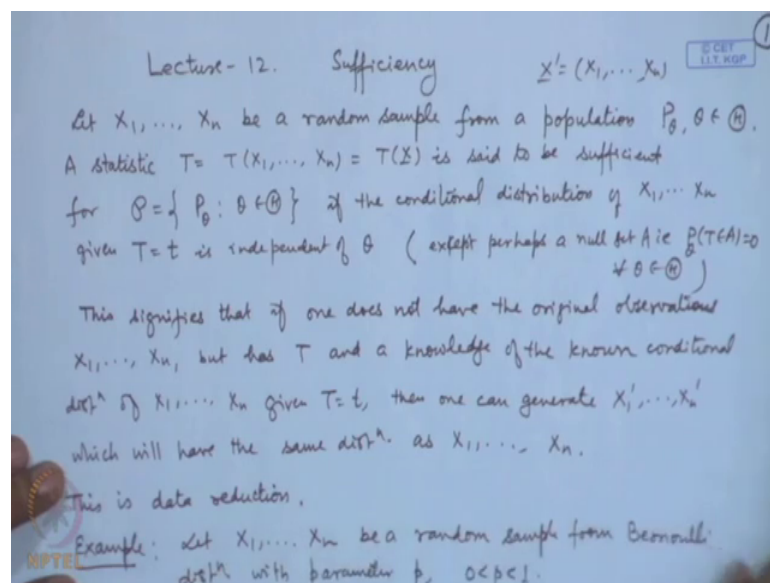 1
© CET
I.I.T. KGP
Lecture-12. Sufficiency X' = (X₁, ..., Xₙ)
Let X₁, ..., Xₙ be a random sample from a population P_θ, θ ∈ Ⓗ.
A statistic T = T(X₁, ..., Xₙ) = T(X) is said to be sufficient
for 𝒫 = { P_θ : θ ∈ Ⓗ } if the conditional distribution of X₁, ... Xₙ
given T = t is independent of θ ( except perhaps a null set A ie P_θ(T∈A)=0
∀ θ ∈ Ⓗ )
This signifies that if one does not have the original observations
X₁, ..., Xₙ, but has T and a knowledge of the known conditional
distⁿ of X₁, ..., Xₙ given T = t, then one can generate X₁', ..., Xₙ'
which will have the same distⁿ. as X₁, ..., Xₙ.
This is data reduction.
Example: Let X₁, ... Xₙ be a random sample from Bernoulli
distⁿ with parameter p, 0<p<1.
NPTEL